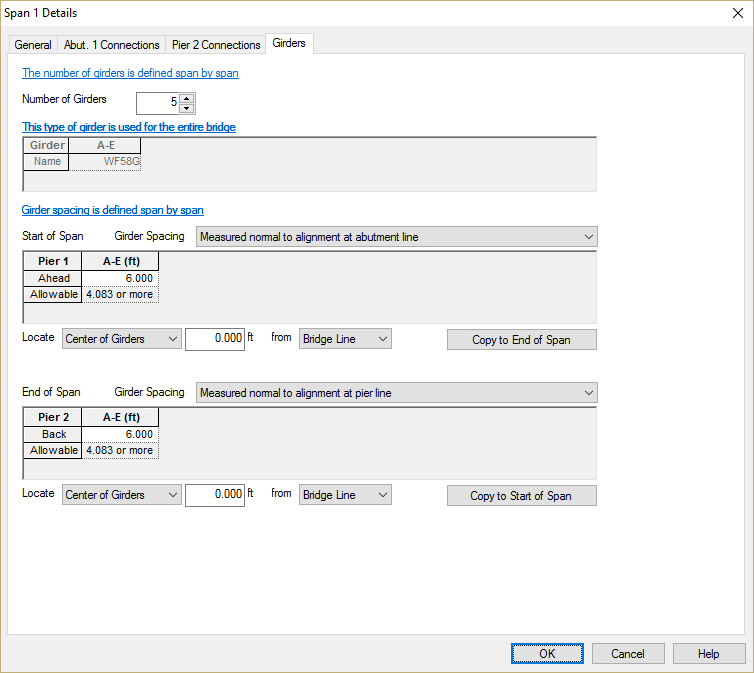 Span 1 Details
General Abut. 1 Connections Pier 2 Connections Girders
The number of girders is defined span by span
Number of Girders 5
This type of girder is used for the entire bridge
Girder A-E
Name WF58G
Girder spacing is defined span by span
Start of Span Girder Spacing Measured normal to alignment at abutment line
Pier 1 A-E (ft)
Ahead 6.000
Allowable 4.083 or more
Locate Center of Girders 0.000 ft from Bridge Line Copy to End of Span
End of Span Girder Spacing Measured normal to alignment at pier line
Pier 2 A-E (ft)
Back 6.000
Allowable 4.083 or more
Locate Center of Girders 0.000 ft from Bridge Line Copy to Start of Span
OK Cancel Help